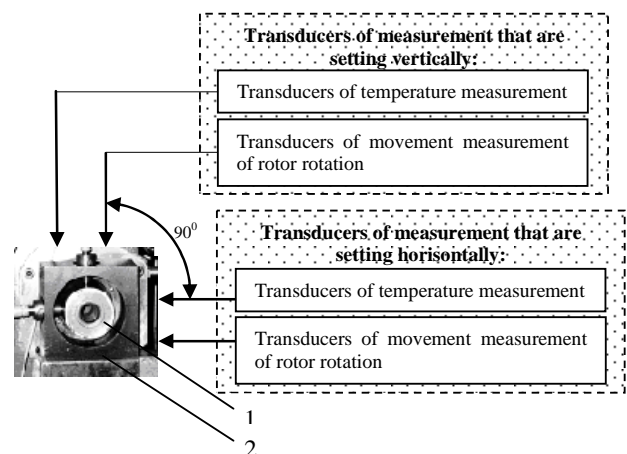 Transducers of measurement that are
setting vertically:
Transducers of temperature measurement
Transducers of movement measurement
of rotor rotation
90⁰
Transducers of measurement that are
setting horisontally:
Transducers of temperature measurement
Transducers of movement measurement
of rotor rotation
1
2